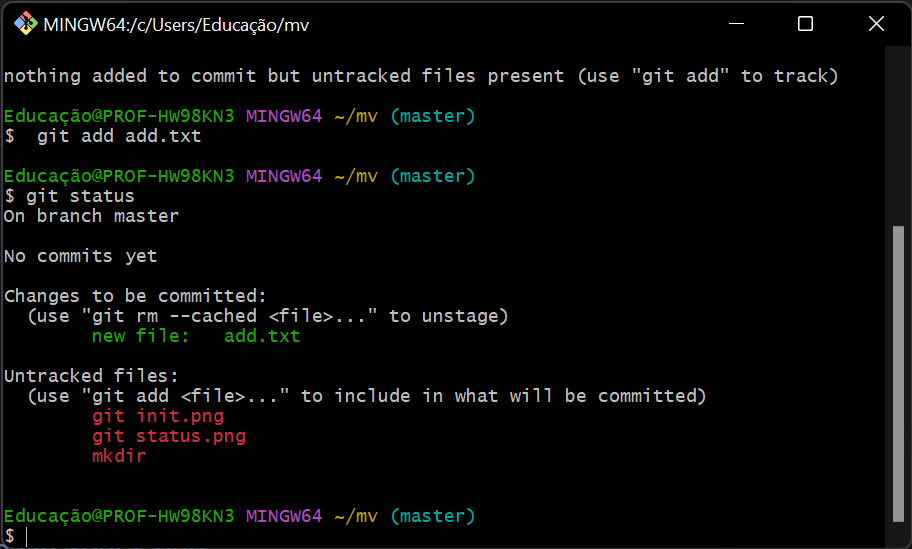 MINGW64:/c/Users/Educação/mv
nothing added to commit but untracked files present (use "git add" to track)
Educação@PROF-HW98KN3 MINGW64 ~/mv (master)
$  git add add.txt
Educação@PROF-HW98KN3 MINGW64 ~/mv (master)
$ git status
On branch master
No commits yet
Changes to be committed:
  (use "git rm --cached <file>..." to unstage)
        new file:   add.txt
Untracked files:
  (use "git add <file>..." to include in what will be committed)
        git init.png
        git status.png
        mkdir
Educação@PROF-HW98KN3 MINGW64 ~/mv (master)
$